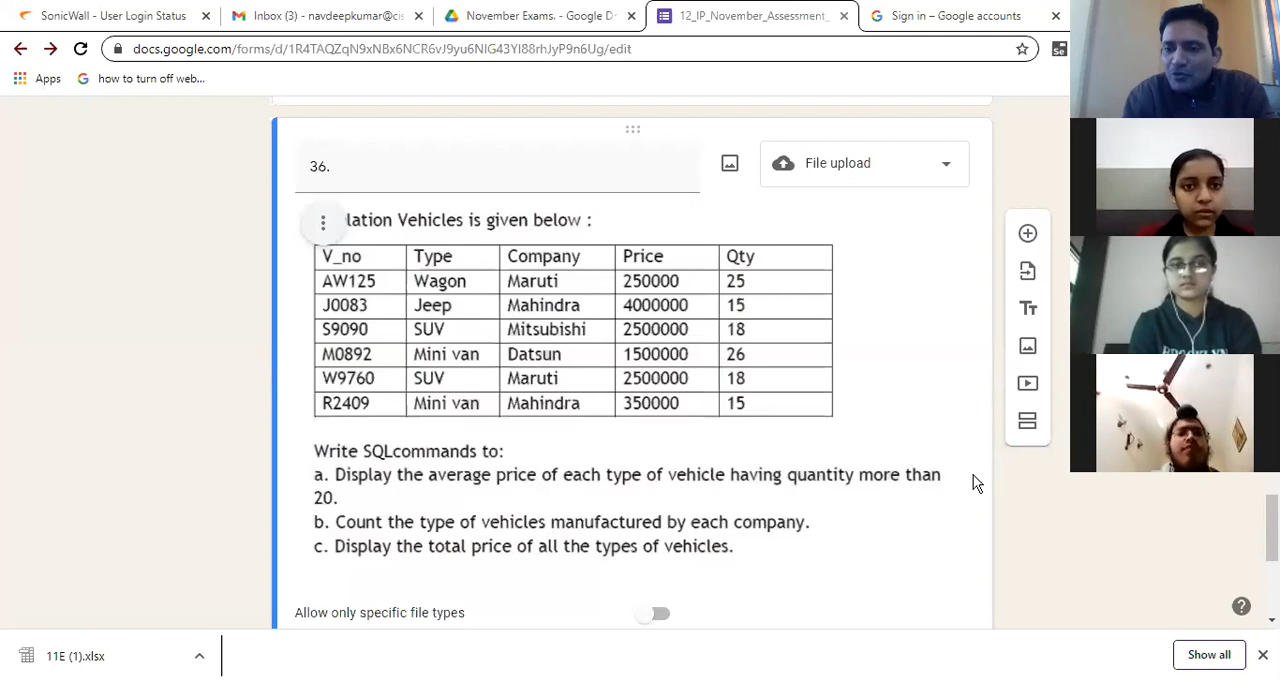 SonicWall - User Login Status
Inbox (3) - navdeepkumar@cis
November Exams. - Google D
12_IP_November_Assessment_
Sign in – Google accounts
docs.google.com/forms/d/1R4TAQZqN9xNBx6NCR6vJ9yu6NIG43YI88rhJyP9n6Ug/edit
Se
Apps how to turn off web...
36.
File upload
lation Vehicles is given below :
V_no Type Company Price Qty
AW125 Wagon Maruti 250000 25
J0083 Jeep Mahindra 4000000 15
S9090 SUV Mitsubishi 2500000 18
M0892 Mini van Datsun 1500000 26
W9760 SUV Maruti 2500000 18
R2409 Mini van Mahindra 350000 15
Write SQLcommands to:
a. Display the average price of each type of vehicle having quantity more than
20.
b. Count the type of vehicles manufactured by each company.
c. Display the total price of all the types of vehicles.
Allow only specific file types
11E (1).xlsx
Show all